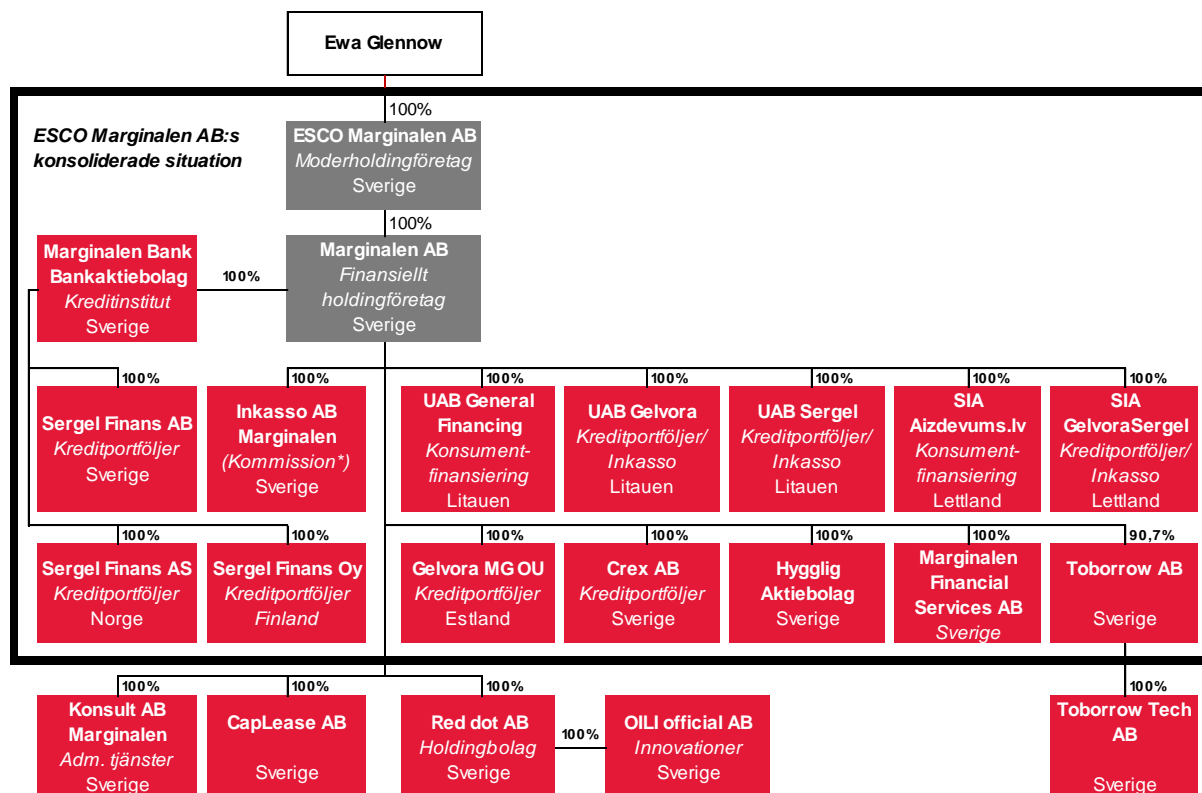 Ewa Glennow
100%
ESCO Marginalen AB:s
konsoliderade situation
ESCO Marginalen AB
Moderholdingföretag
Sverige
100%
Marginalen Bank
Bankaktiebolag
Kreditinstitut
Sverige
100%
Marginalen AB
Finansiellt
holdingföretag
Sverige
100%
Sergel Finans AB
Kreditportföljer
Sverige
100%
Inkasso AB
Marginalen
(Kommission*)
Sverige
100%
UAB General
Financing
Konsument-
finansiering
Litauen
100%
UAB Gelvora
Kreditportföljer/
Inkasso
Litauen
100%
UAB Sergel
Kreditportföljer/
Inkasso
Litauen
100%
SIA
Aizdevums.lv
Konsument-
finansiering
Lettland
100%
SIA
GelvoraSergel
Kreditportföljer/
Inkasso
Lettland
100%
Sergel Finans AS
Kreditportföljer
Norge
100%
Sergel Finans Oy
Kreditportföljer
Finland
100%
Gelvora MG OU
Kreditportföljer
Estland
100%
Crex AB
Kreditportföljer
Sverige
100%
Hygglig
Aktiebolag
Sverige
100%
Marginalen
Financial
Services AB
Sverige
90,7%
Toborrow AB
Sverige
100%
Konsult AB
Marginalen
Adm. tjänster
Sverige
100%
CapLease AB
Sverige
100%
Red dot AB
Holdingbolag
Sverige
100%
OILI official AB
Innovationer
Sverige
100%
Toborrow Tech
AB
Sverige